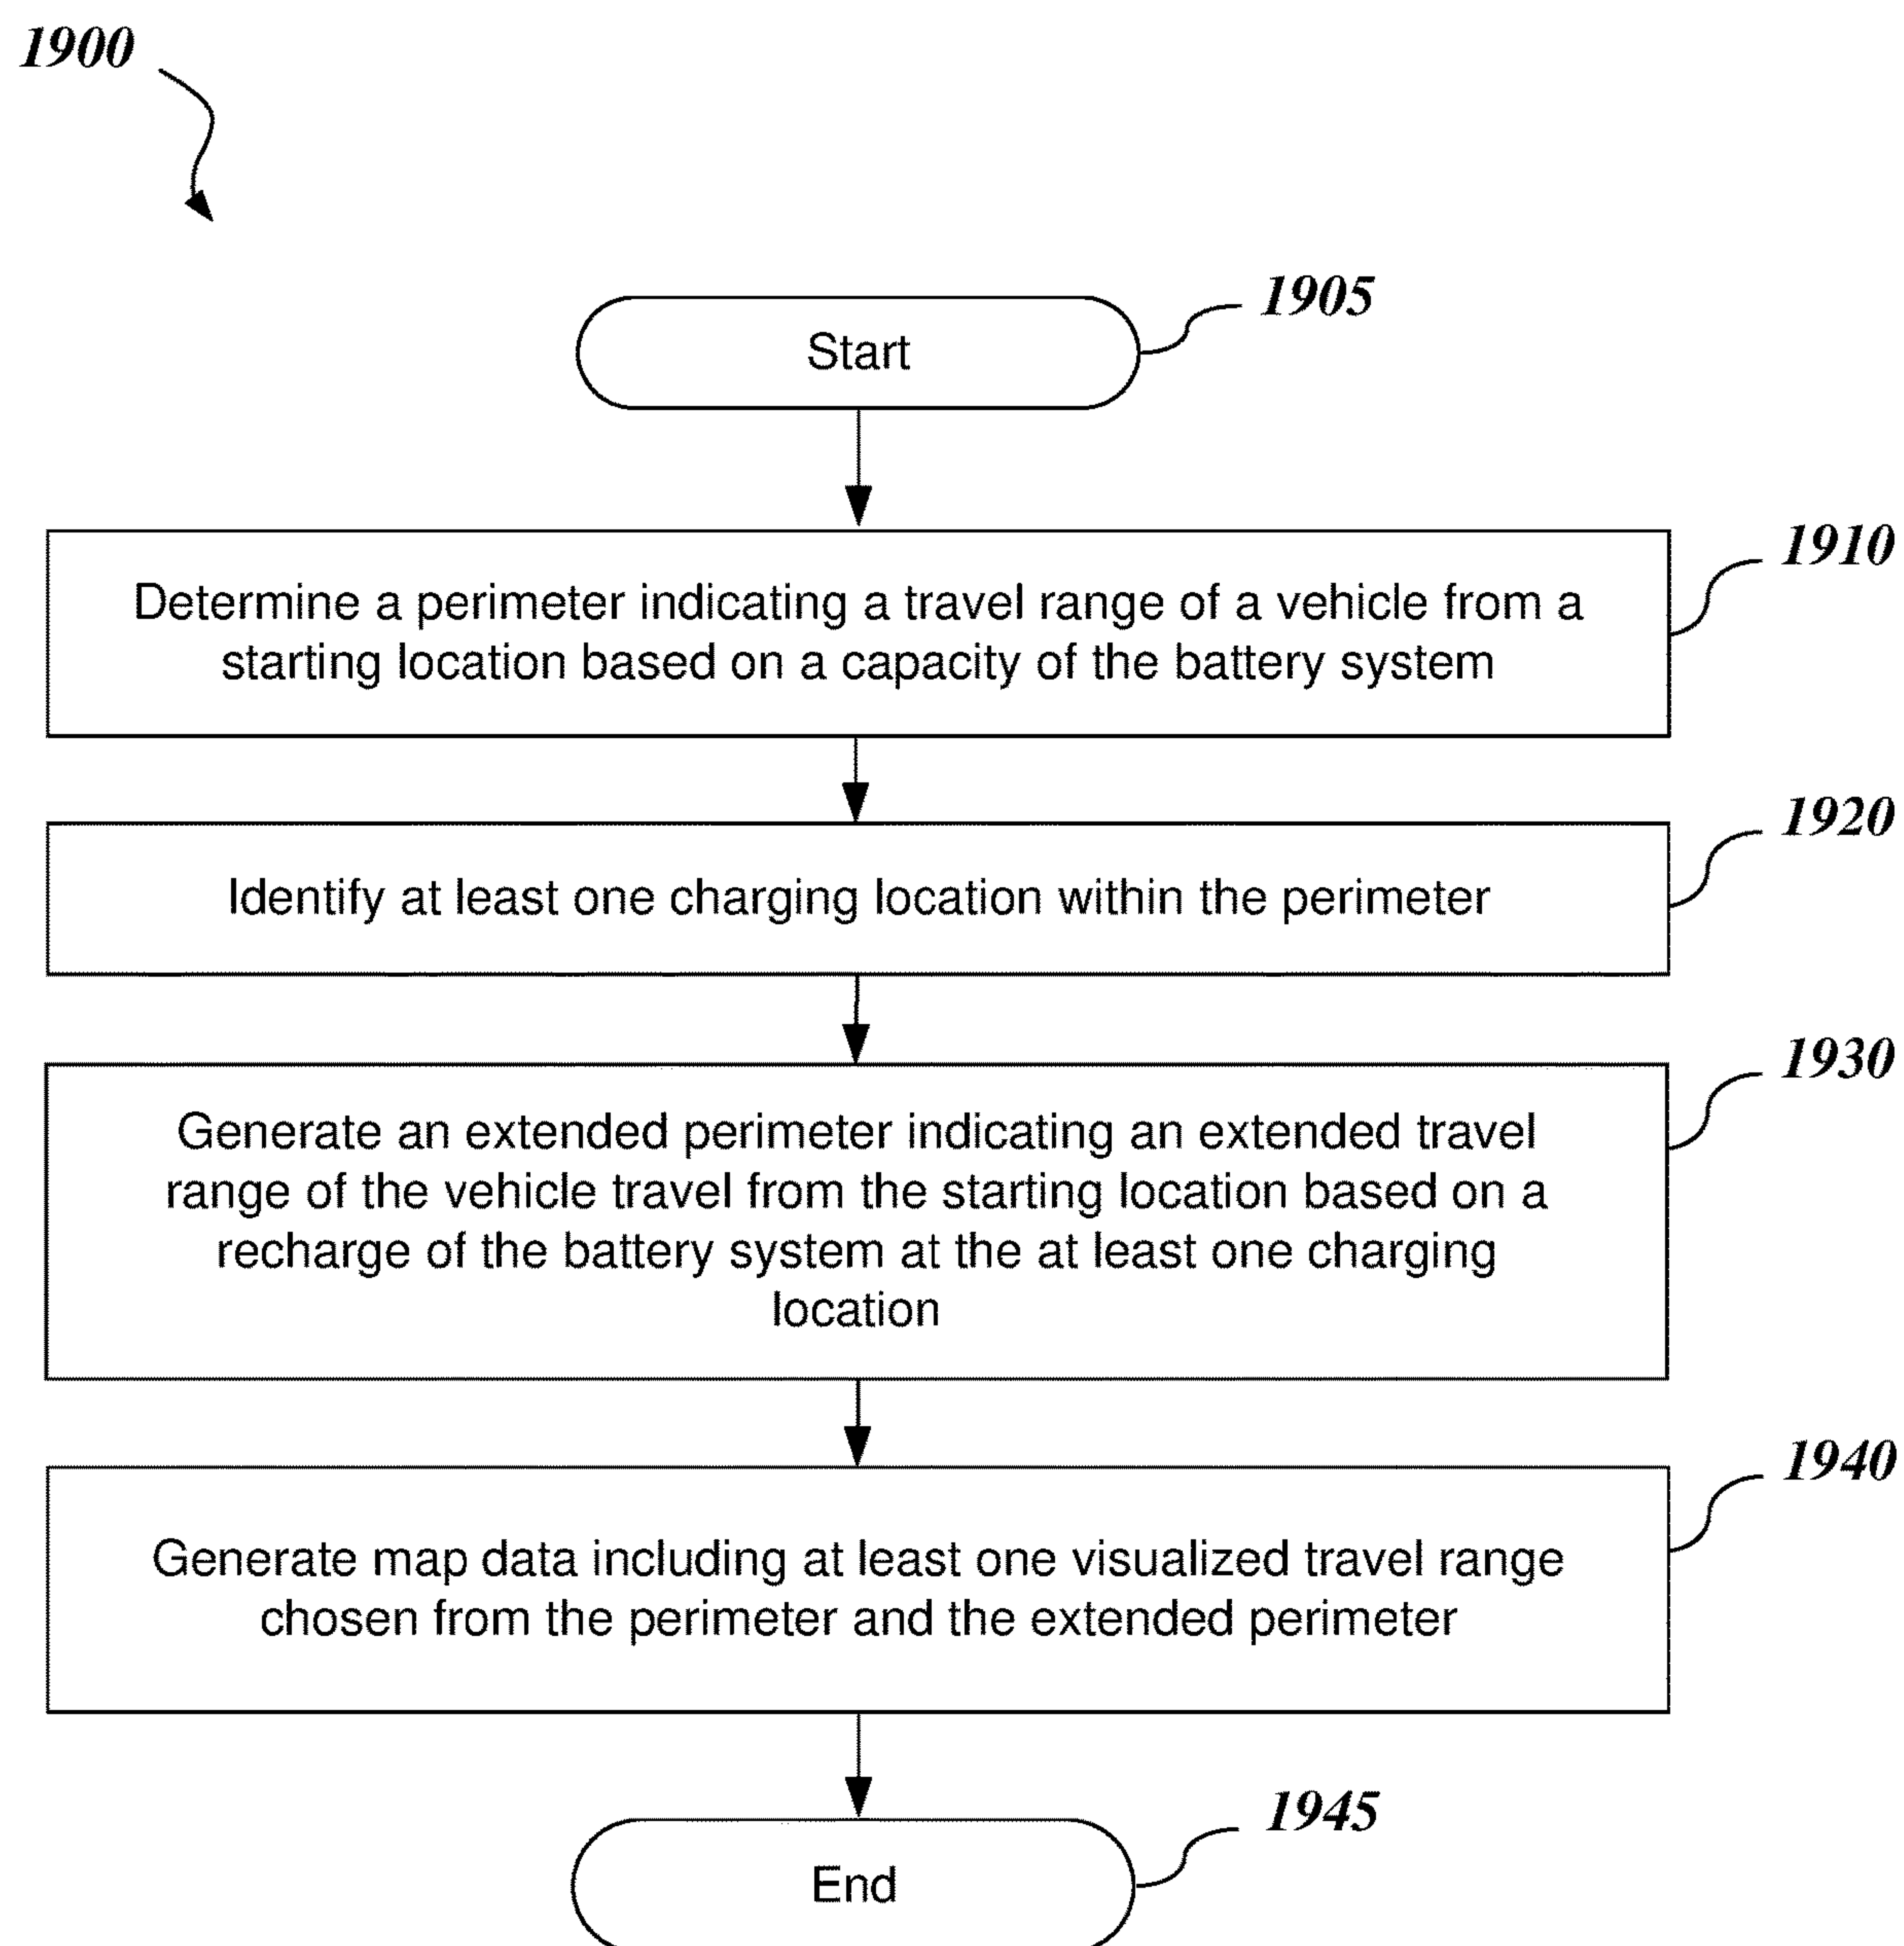 1900
Start
1905
Determine a perimeter indicating a travel range of a vehicle from a
starting location based on a capacity of the battery system
1910
Identify at least one charging location within the perimeter
1920
Generate an extended perimeter indicating an extended travel
range of the vehicle travel from the starting location based on a
recharge of the battery system at the at least one charging
location
1930
Generate map data including at least one visualized travel range
chosen from the perimeter and the extended perimeter
1940
End
1945